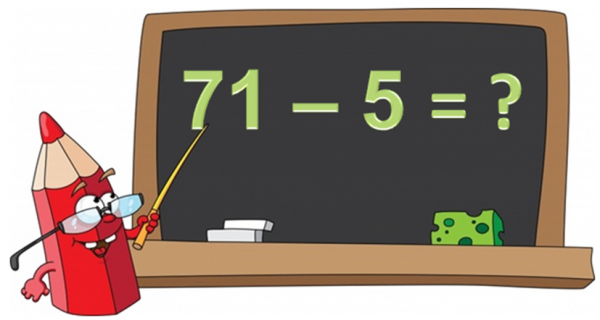 71 – 5 = ?